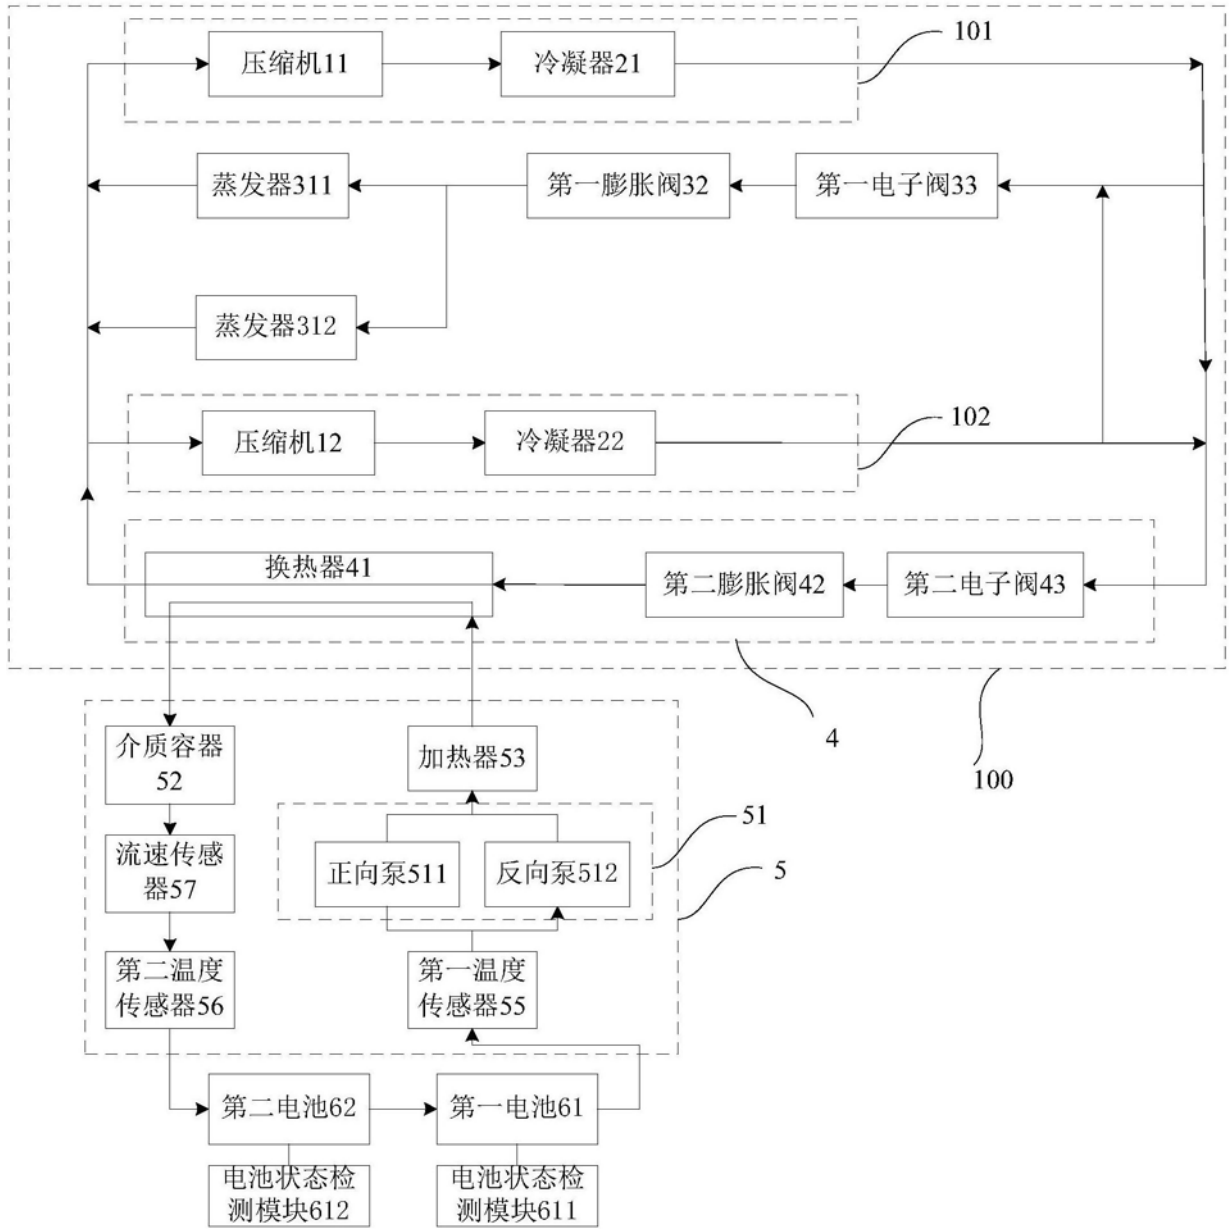 压缩机11
冷凝器21
101
蒸发器311
第一膨胀阀32
第一电子阀33
蒸发器312
102
压缩机12
冷凝器22
换热器41
第二膨胀阀42
第二电子阀43
4
100
介质容器
52
加热器53
51
流速传感
器57
正向泵511
反向泵512
5
第二温度
传感器56
第一温度
传感器55
第二电池62
第一电池61
电池状态检
测模块612
电池状态检
测模块611